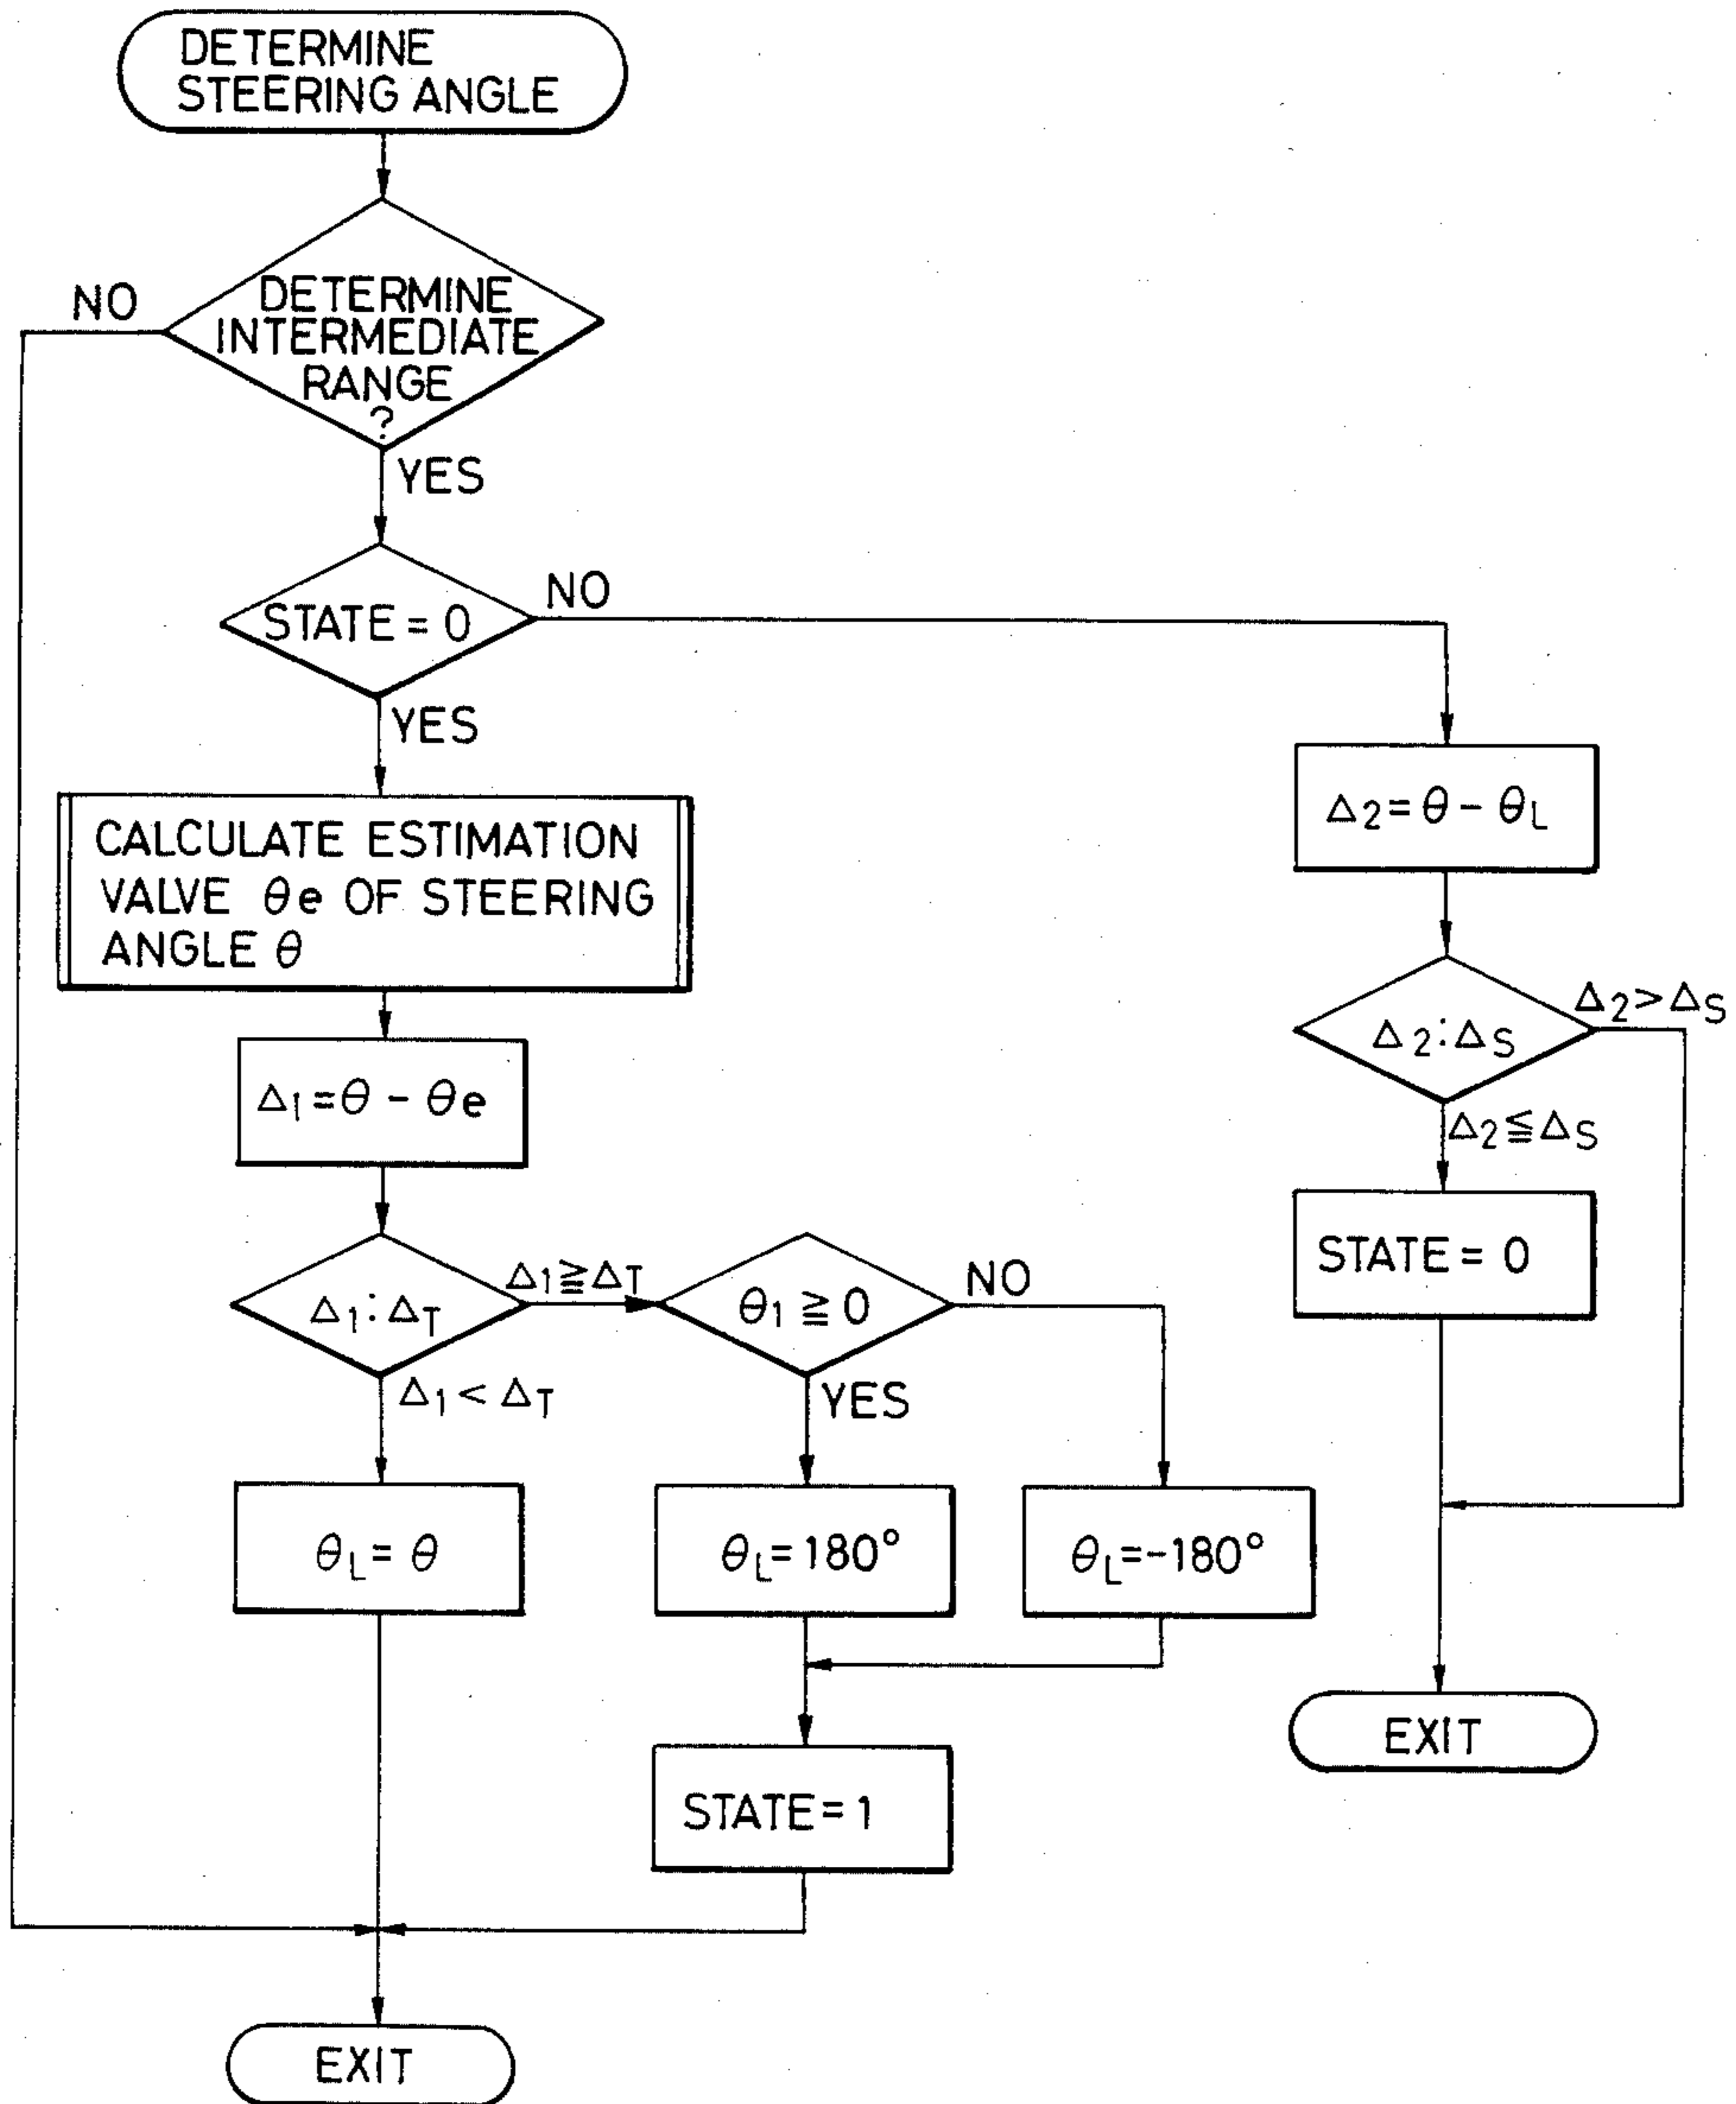 DETERMINE
STEERING ANGLE
NO
DETERMINE
INTERMEDIATE
RANGE
?
YES
STATE = 0
NO
YES
CALCULATE ESTIMATION
VALVE θe OF STEERING
ANGLE θ
Δ1 = θ - θe
Δ1 : ΔT
Δ1 ≧ ΔT
Δ1 < ΔT
θ1 ≧ 0
NO
YES
θL = θ
θL = 180°
θL = -180°
STATE = 1
EXIT
Δ2 = θ - θL
Δ2 : ΔS
Δ2 > ΔS
Δ2 ≦ ΔS
STATE = 0
EXIT